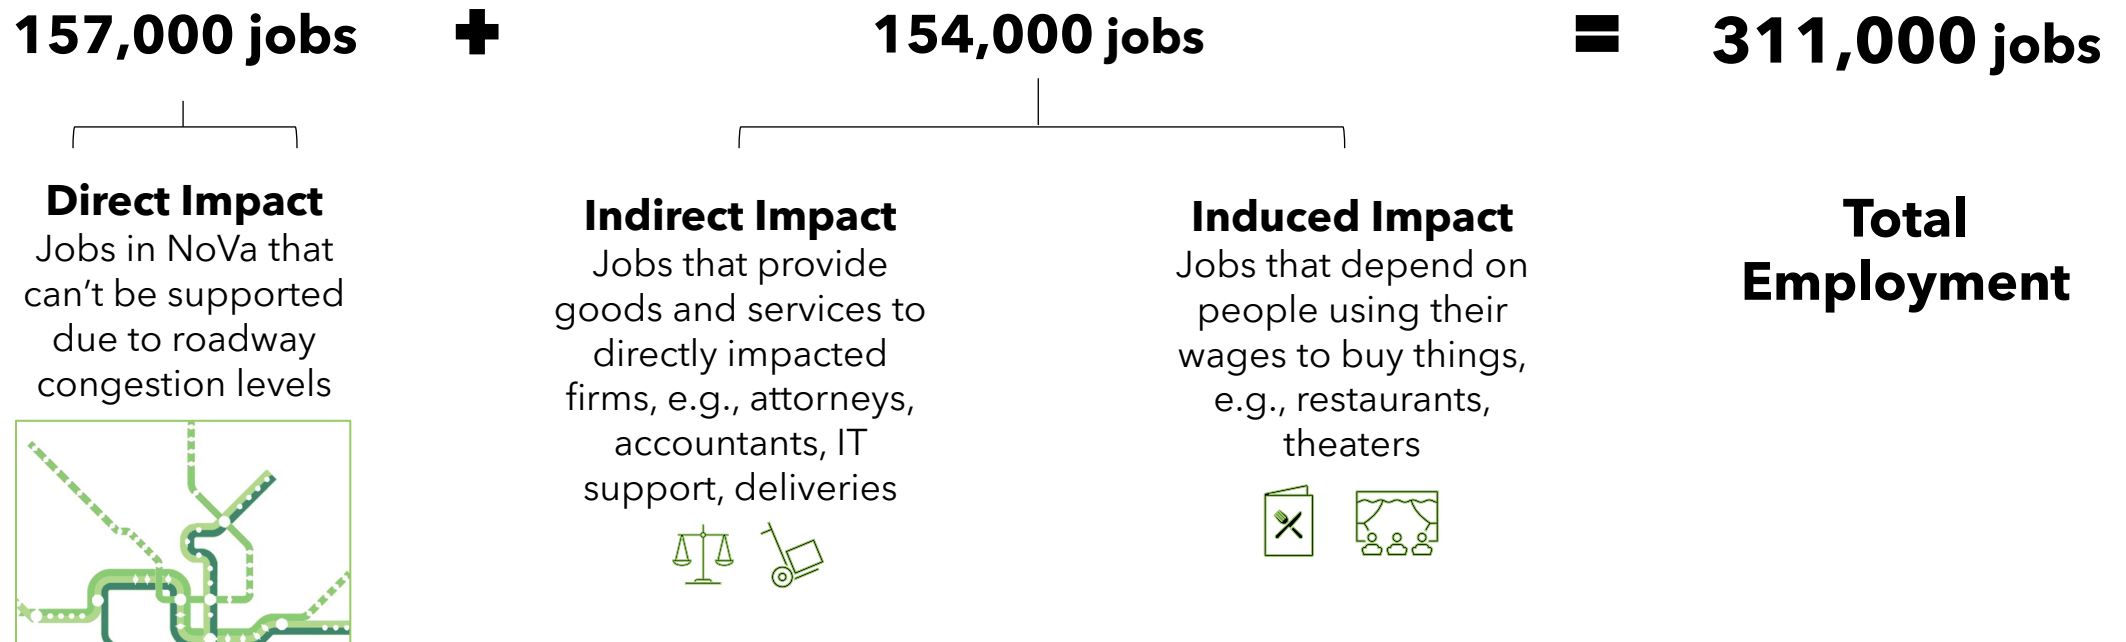 157,000 jobs + 154,000 jobs = 311,000 jobs
Direct Impact
Jobs in NoVa that
can't be supported
due to roadway
congestion levels
Indirect Impact
Jobs that provide
goods and services to
directly impacted
firms, e.g., attorneys,
accountants, IT
support, deliveries
Induced Impact
Jobs that depend on
people using their
wages to buy things,
e.g., restaurants,
theaters
Total
Employment